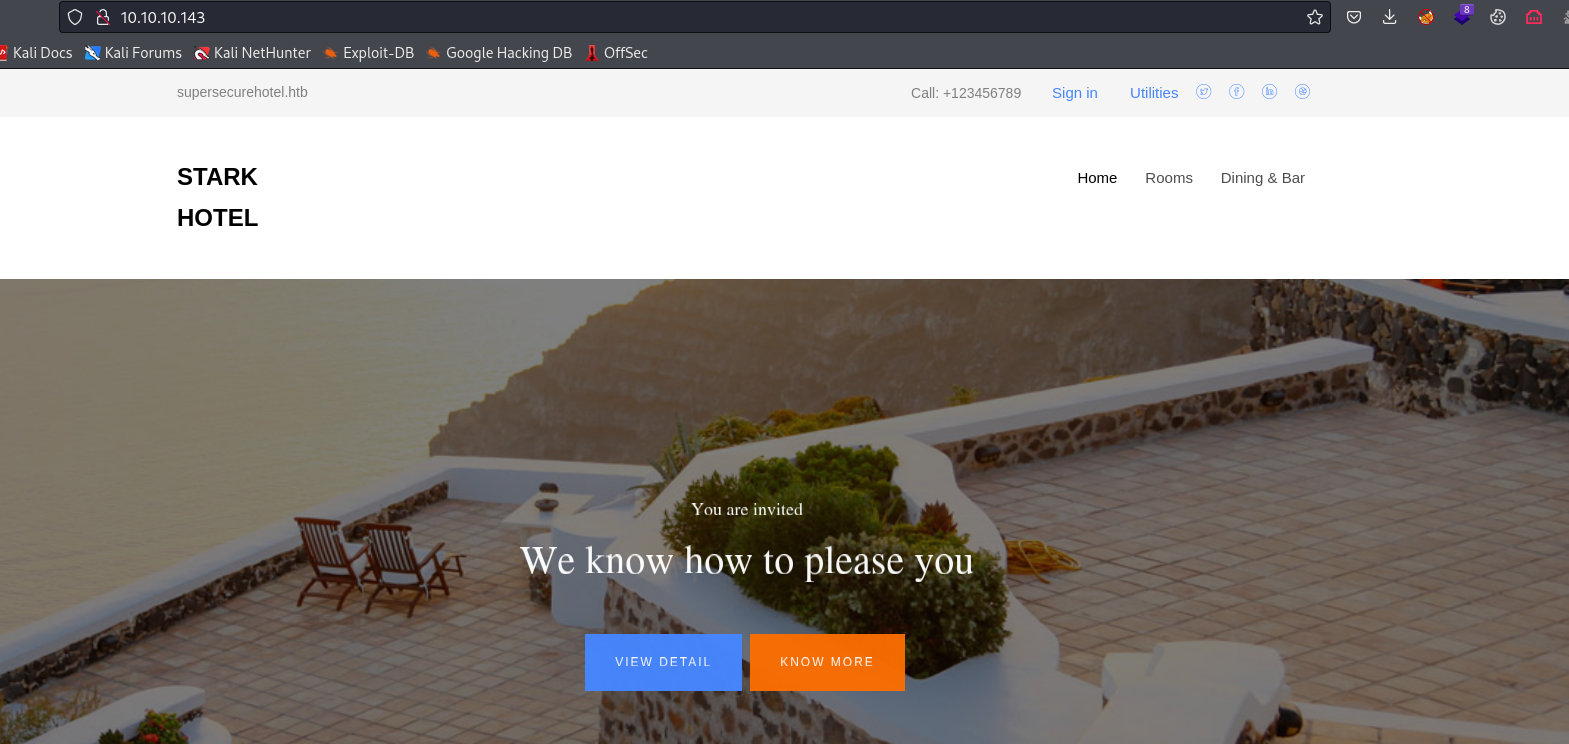 10.10.10.143
8
Kali Docs Kali Forums Kali NetHunter Exploit-DB Google Hacking DB OffSec
supersecurehotel.htb Call: +123456789 Sign in Utilities
STARK
HOTEL
Home Rooms Dining & Bar
You are invited
We know how to please you
VIEW DETAIL KNOW MORE